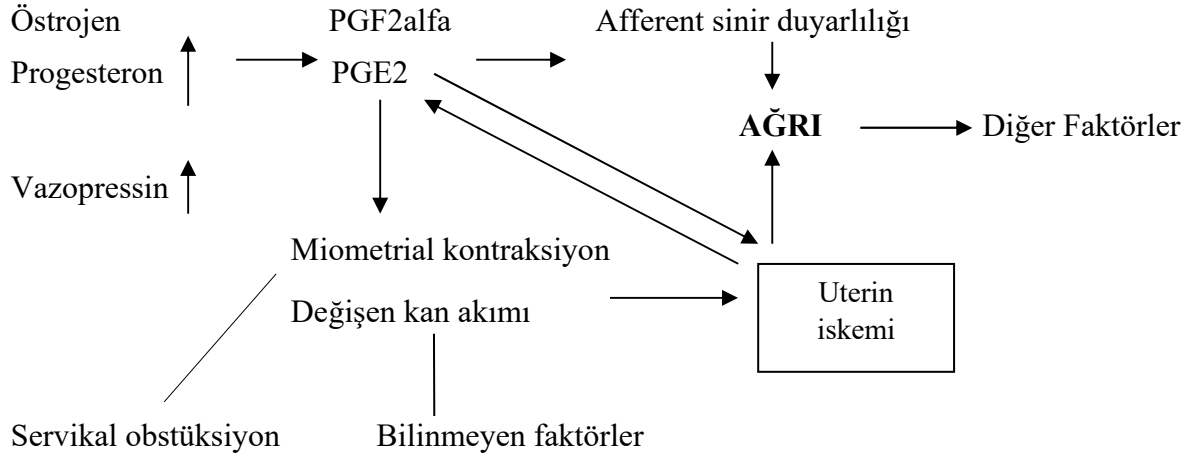 Östrojen
Progesteron
Vazopressin
PGF2alfa
PGE2
Afferent sinir duyarlılığı
AĞRI
Diğer Faktörler
Miometrial kontraksiyon
Değişen kan akımı
Uterin
iskemi
Servikal obstüksiyon
Bilinmeyen faktörler